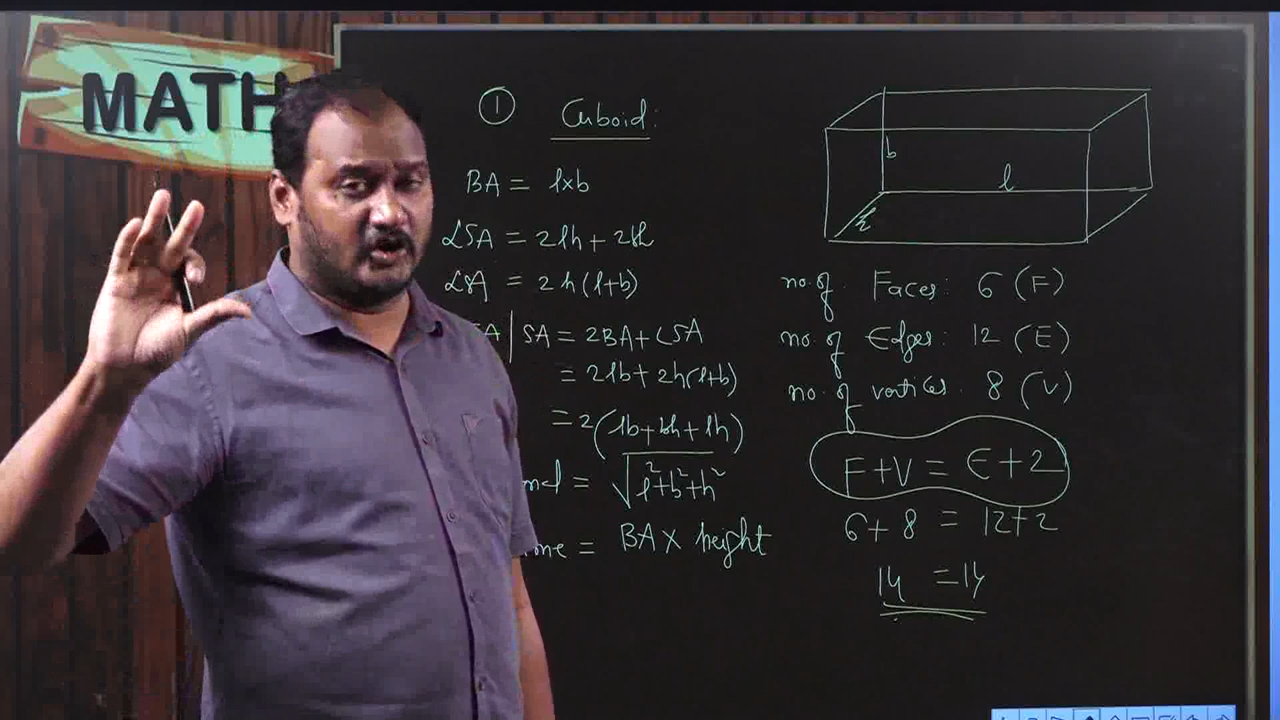 MATH
① Cuboid:
BA = l×b
LSA = 2lh + 2bh
LSA = 2h(l+b)
A | SA = 2BA + LSA
= 2lb + 2h(l+b)
= 2(lb+bh+lh)
= √l²+b²+h²
me = BA × height
b
l
h
no. of Faces: 6 (F)
no. of Edges: 12 (E)
no. of vertices: 8 (V)
F+V = E+2
6+8 = 12+2
14 = 14